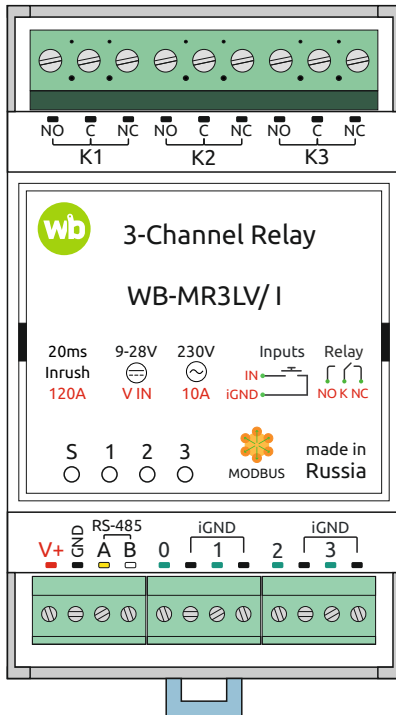 NO C NC NO C NC NO C NC
K1 K2 K3
wb 3-Channel Relay
WB-MR3LV/ I
20ms 9-28V 230V Inputs Relay
Inrush IN
120A V IN 10A iGND NO K NC
S 1 2 3 MODBUS made in
Russia
RS-485 iGND iGND
V+ GND A B 0 1 2 3